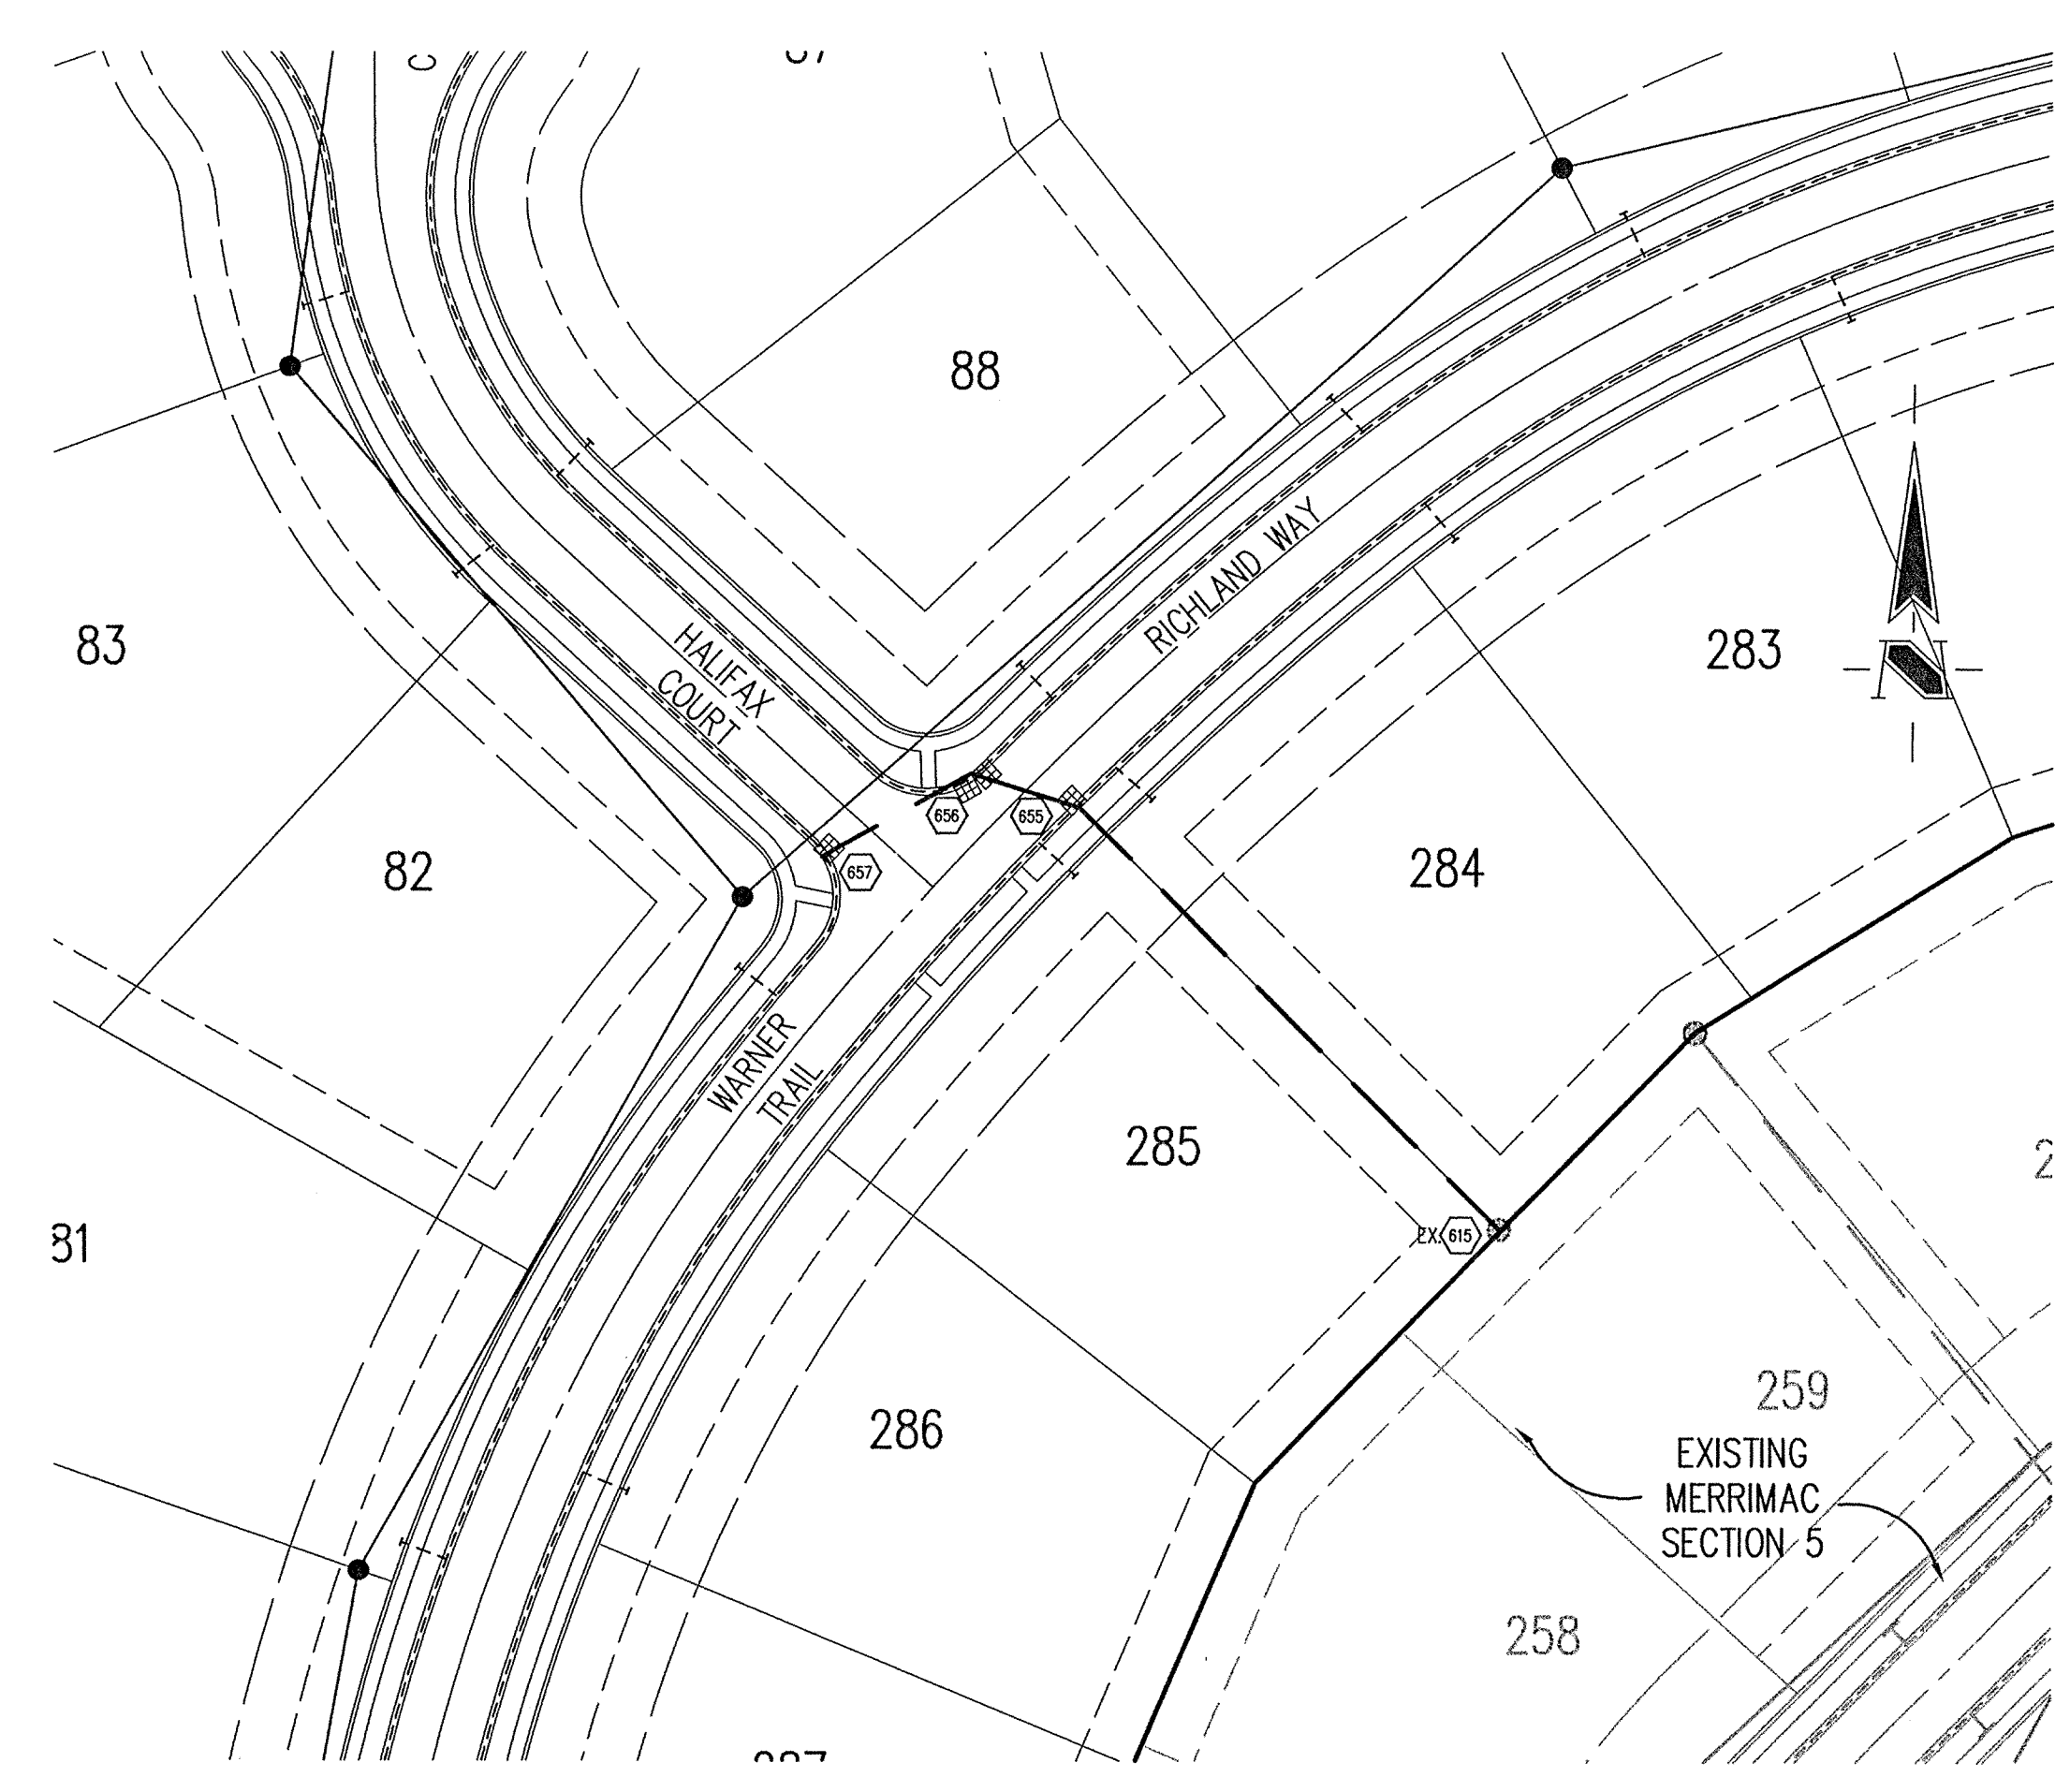 88
83
283
HALIFAX
COURT
RICHLAND WAY
N
656
655
657
82
284
WARNER
TRAIL
285
EX. 615
81
286
259
EXISTING
MERRIMAC
SECTION 5
258